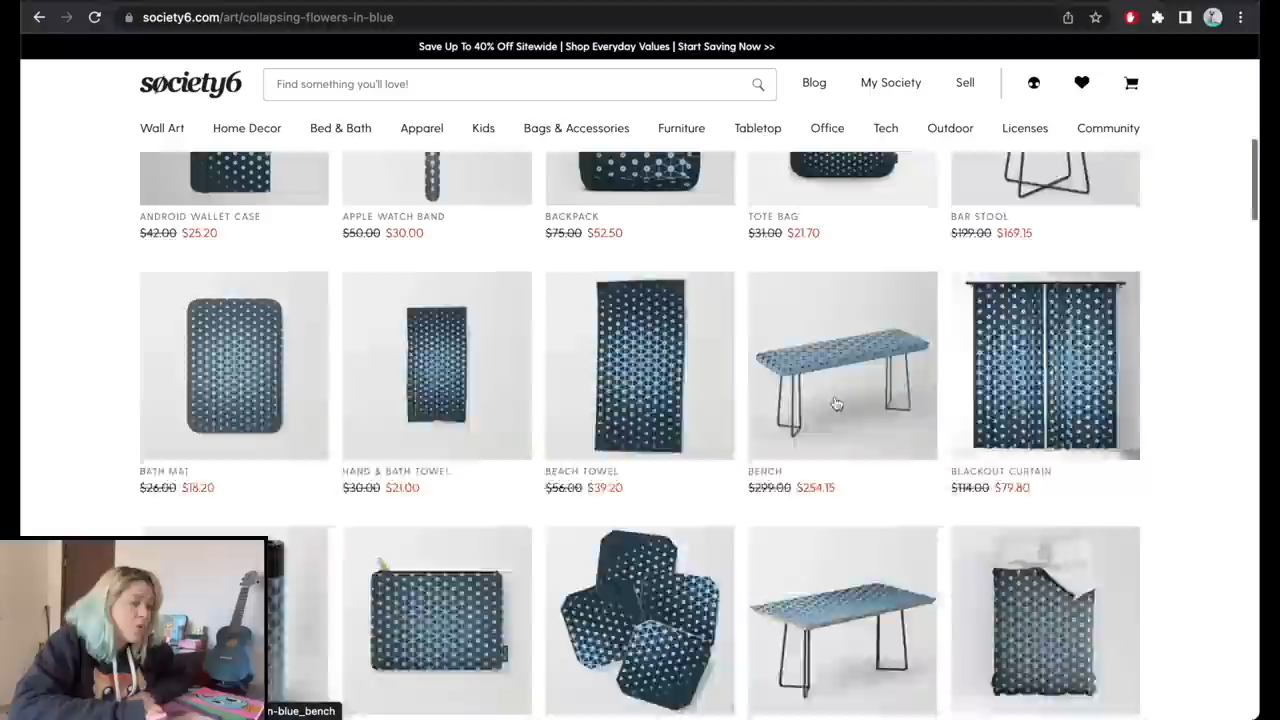 society6.com/art/collapsing-flowers-in-blue
Save Up To 40% Off Sitewide | Shop Everyday Values | Start Saving Now >>
society6
Find something you'll love!
Blog
My Society
Sell
Wall Art
Home Decor
Bed & Bath
Apparel
Kids
Bags & Accessories
Furniture
Tabletop
Office
Tech
Outdoor
Licenses
Community
ANDROID WALLET CASE
$42.00 $25.20
APPLE WATCH BAND
$50.00 $30.00
BACKPACK
$75.00 $52.50
TOTE BAG
$31.00 $21.70
BAR STOOL
$199.00 $169.15
BATH MAT
$26.00 $18.20
HAND & BATH TOWEL
$30.00 $21.00
BEACH TOWEL
$56.00 $39.20
BENCH
$299.00 $254.15
BLACKOUT CURTAIN
$114.00 $79.80
n-blue_bench